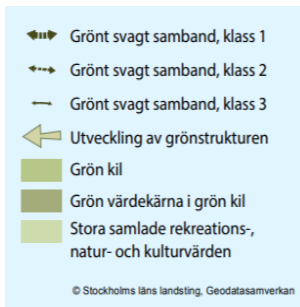 Grönt svagt samband, klass 1
Grönt svagt samband, klass 2
Grönt svagt samband, klass 3
Utveckling av grönstrukturen
Grön kil
Grön värdekärna i grön kil
Stora samlade rekreations-,
natur- och kulturvärden
© Stockholms läns landsting, Geodatasamverkan